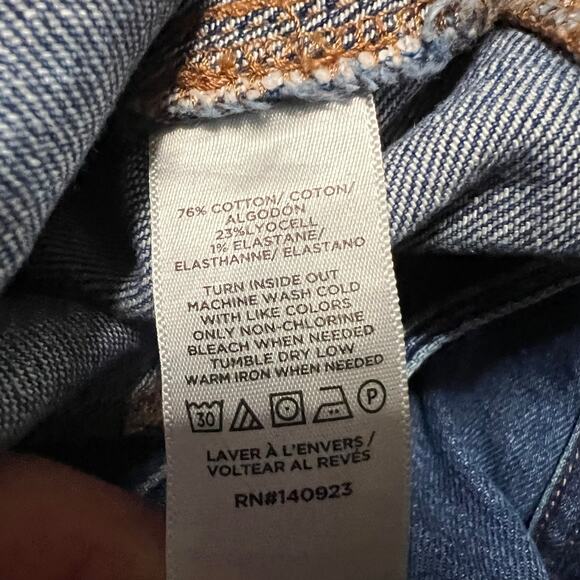 76% COTTON/ COTON/
ALGODÓN
23%LYOCELL
1% ELASTANE/
ELASTHANNE/ ELASTANO
TURN INSIDE OUT
MACHINE WASH COLD
WITH LIKE COLORS
ONLY NON-CHLORINE
BLEACH WHEN NEEDED
TUMBLE DRY LOW
WARM IRON WHEN NEEDED
30 P
LAVER À L'ENVERS /
VOLTEAR AL REVÉS
RN#140923